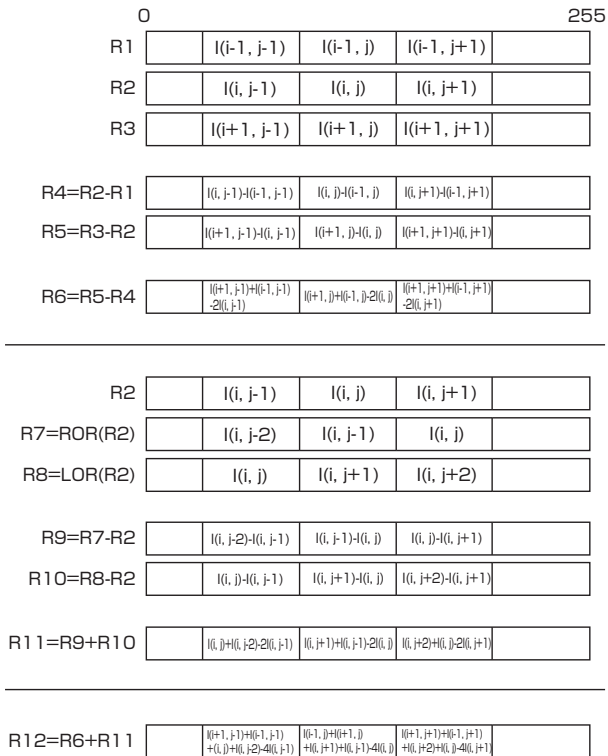 0 255
R1 I(i-1, j-1) I(i-1, j) I(i-1, j+1)
R2 I(i, j-1) I(i, j) I(i, j+1)
R3 I(i+1, j-1) I(i+1, j) I(i+1, j+1)
R4=R2-R1 I(i, j-1)-I(i-1, j-1) I(i, j)-I(i-1, j) I(i, j+1)-I(i-1, j+1)
R5=R3-R2 I(i+1, j-1)-I(i, j-1) I(i+1, j)-I(i, j) I(i+1, j+1)-I(i, j+1)
R6=R5-R4 I(i+1, j-1)+I(i-1, j-1) -2I(i, j-1) I(i+1, j)+I(i-1, j)-2I(i, j) I(i+1, j+1)+I(i-1, j+1) -2I(i, j+1)
R2 I(i, j-1) I(i, j) I(i, j+1)
R7=ROR(R2) I(i, j-2) I(i, j-1) I(i, j)
R8=LOR(R2) I(i, j) I(i, j+1) I(i, j+2)
R9=R7-R2 I(i, j-2)-I(i, j-1) I(i, j-1)-I(i, j) I(i, j)-I(i, j+1)
R10=R8-R2 I(i, j)-I(i, j-1) I(i, j+1)-I(i, j) I(i, j+2)-I(i, j+1)
R11=R9+R10 I(i, j)+I(i, j-2)-2I(i, j-1) I(i, j+1)+I(i, j-1)-2I(i, j) I(i, j+2)+I(i, j)-2I(i, j+1)
R12=R6+R11 I(i+1, j-1)+I(i-1, j-1) +(i, j)+I(i, j-2)-4I(i, j-1) I(i-1, j)+I(i+1, j) +I(i, j+1)+I(i, j-1)-4I(i, j) I(i+1, j+1)+I(i-1, j+1) +I(i, j+2)+I(i, j)-4I(i, j+1)